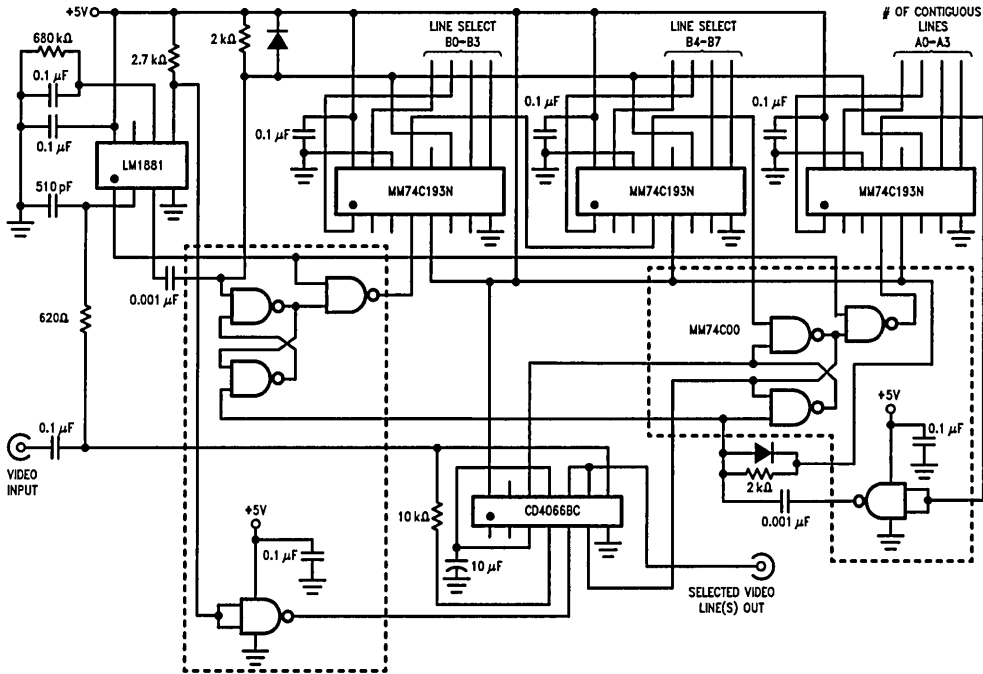 +5V
LINE SELECT
B0-B3
LINE SELECT
B4-B7
# OF CONTIGUOUS
LINES
A0-A3
680 kΩ
0.1 μF
2.7 kΩ
2 kΩ
0.1 μF
0.1 μF
0.1 μF
0.1 μF
LM1881
MM74C193N
MM74C193N
MM74C193N
510 pF
0.001 μF
620Ω
MM74C00
+5V
0.1 μF
0.1 μF
VIDEO
INPUT
2 kΩ
0.001 μF
CD4066BC
10 kΩ
10 μF
+5V
0.1 μF
SELECTED VIDEO
LINE(S) OUT